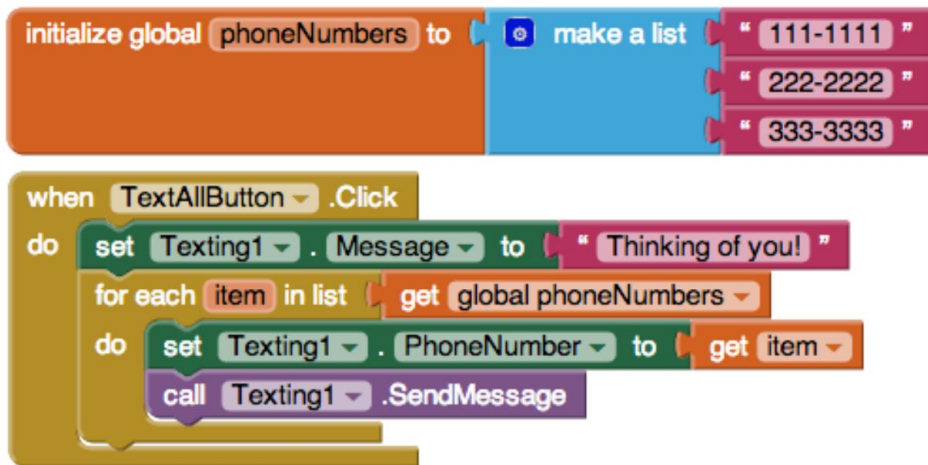 initialize global phoneNumbers to make a list " 111-1111 "
" 222-2222 "
" 333-3333 "
when TextAllButton .Click
do set Texting1 . Message to " Thinking of you! "
for each item in list get global phoneNumbers
do set Texting1 . PhoneNumber to get item
call Texting1 .SendMessage